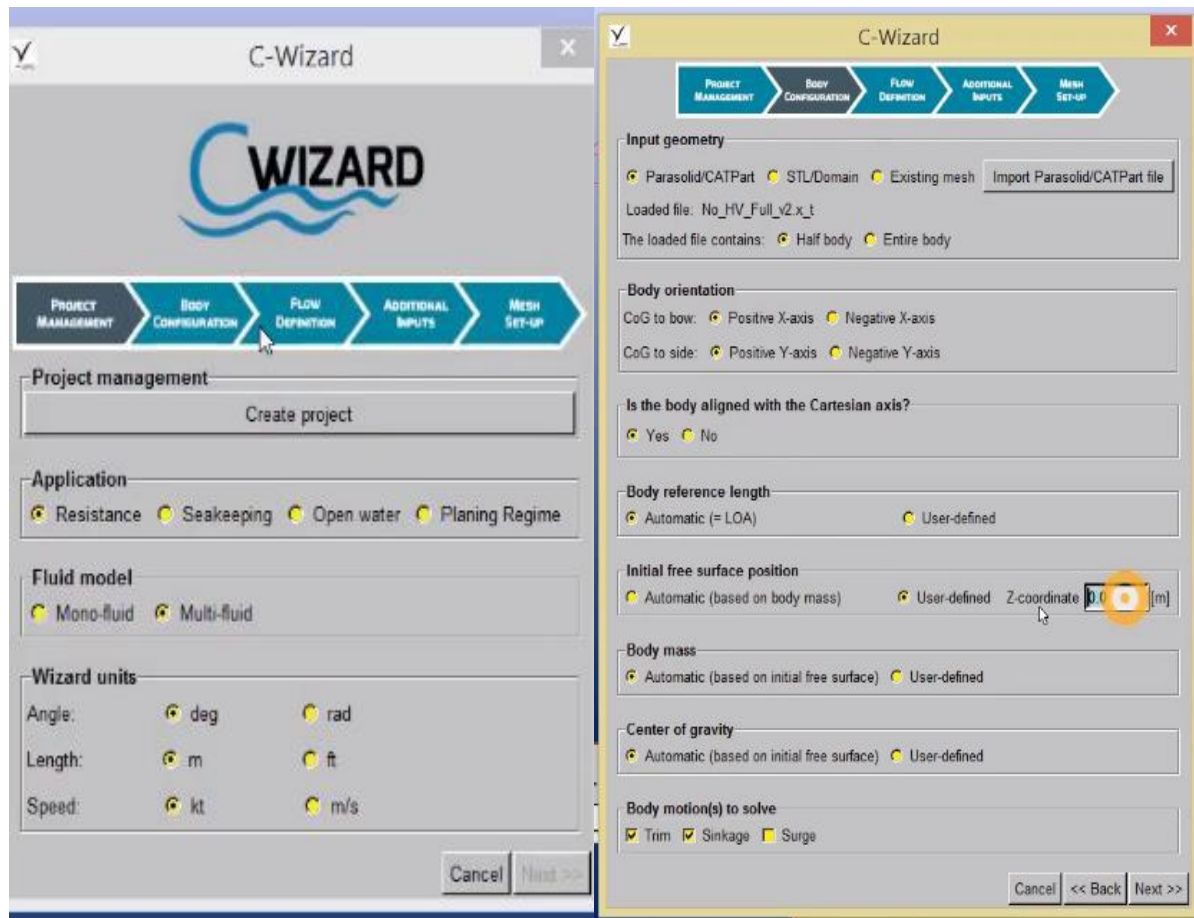 C-Wizard
CWIZARD
PROJECT MANAGEMENT
BODY CONFIGURATION
FLOW DEFINITION
ADDITIONAL INPUTS
MESH SET-UP
Project management
Create project
Application
Resistance Seakeeping Open water Planing Regime
Fluid model
Mono-fluid Multi-fluid
Wizard units
Angle: deg rad
Length: m ft
Speed: kt m/s
Cancel Next >>
C-Wizard
PROJECT MANAGEMENT
BODY CONFIGURATION
FLOW DEFINITION
ADDITIONAL INPUTS
MESH SET-UP
Input geometry
Parasolid/CATPart STL/Domain Existing mesh Import Parasolid/CATPart file
Loaded file: No_HV_Full_v2.x_t
The loaded file contains: Half body Entire body
Body orientation
CoG to bow: Positive X-axis Negative X-axis
CoG to side: Positive Y-axis Negative Y-axis
Is the body aligned with the Cartesian axis?
Yes No
Body reference length
Automatic (= LOA) User-defined
Initial free surface position
Automatic (based on body mass) User-defined Z-coordinate 0.0 [m]
Body mass
Automatic (based on initial free surface) User-defined
Center of gravity
Automatic (based on initial free surface) User-defined
Body motion(s) to solve
Trim Sinkage Surge
Cancel << Back Next >>